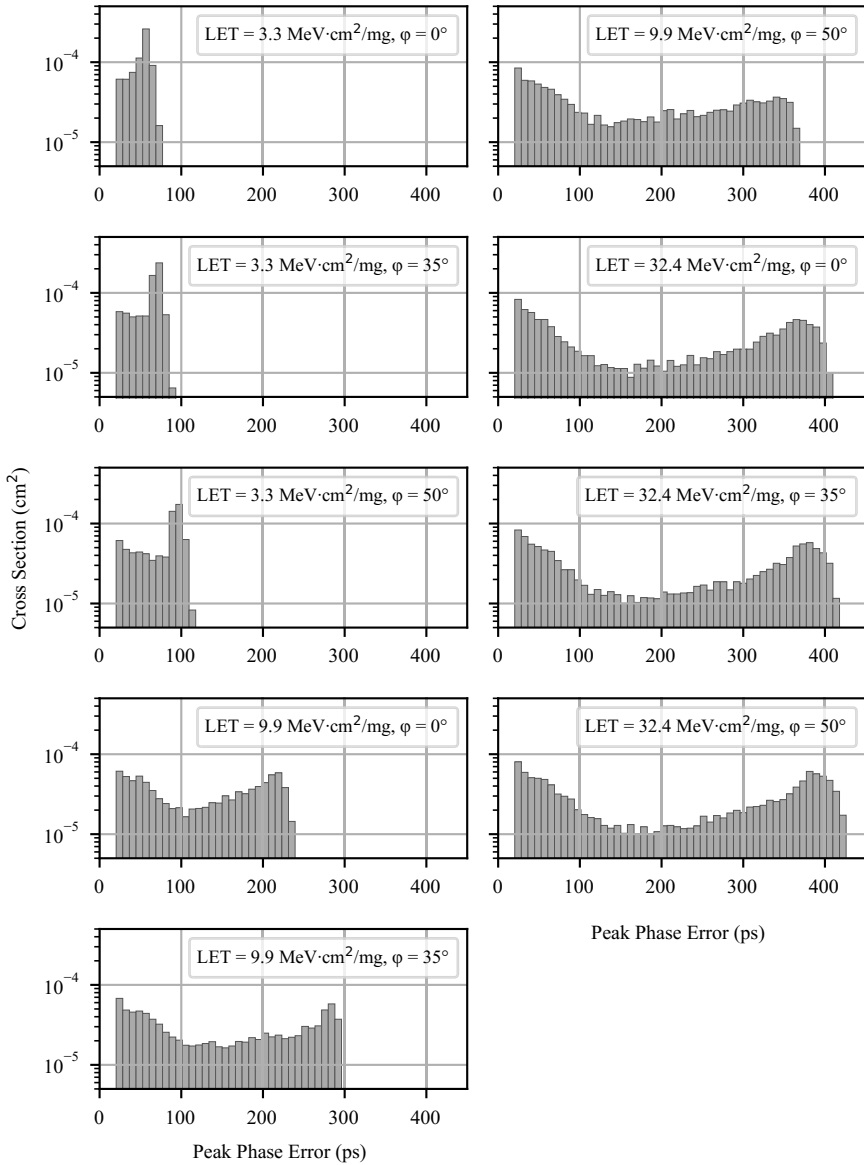 LET = 3.3 MeV·cm²/mg, φ = 0°
10⁻⁴
10⁻⁵
0 100 200 300 400
LET = 3.3 MeV·cm²/mg, φ = 35°
10⁻⁴
10⁻⁵
0 100 200 300 400
LET = 3.3 MeV·cm²/mg, φ = 50°
10⁻⁴
10⁻⁵
0 100 200 300 400
Cross Section (cm²)
LET = 9.9 MeV·cm²/mg, φ = 0°
10⁻⁴
10⁻⁵
0 100 200 300 400
LET = 9.9 MeV·cm²/mg, φ = 35°
10⁻⁴
10⁻⁵
0 100 200 300 400
Peak Phase Error (ps)
LET = 9.9 MeV·cm²/mg, φ = 50°
0 100 200 300 400
LET = 32.4 MeV·cm²/mg, φ = 0°
0 100 200 300 400
LET = 32.4 MeV·cm²/mg, φ = 35°
0 100 200 300 400
LET = 32.4 MeV·cm²/mg, φ = 50°
0 100 200 300 400
Peak Phase Error (ps)